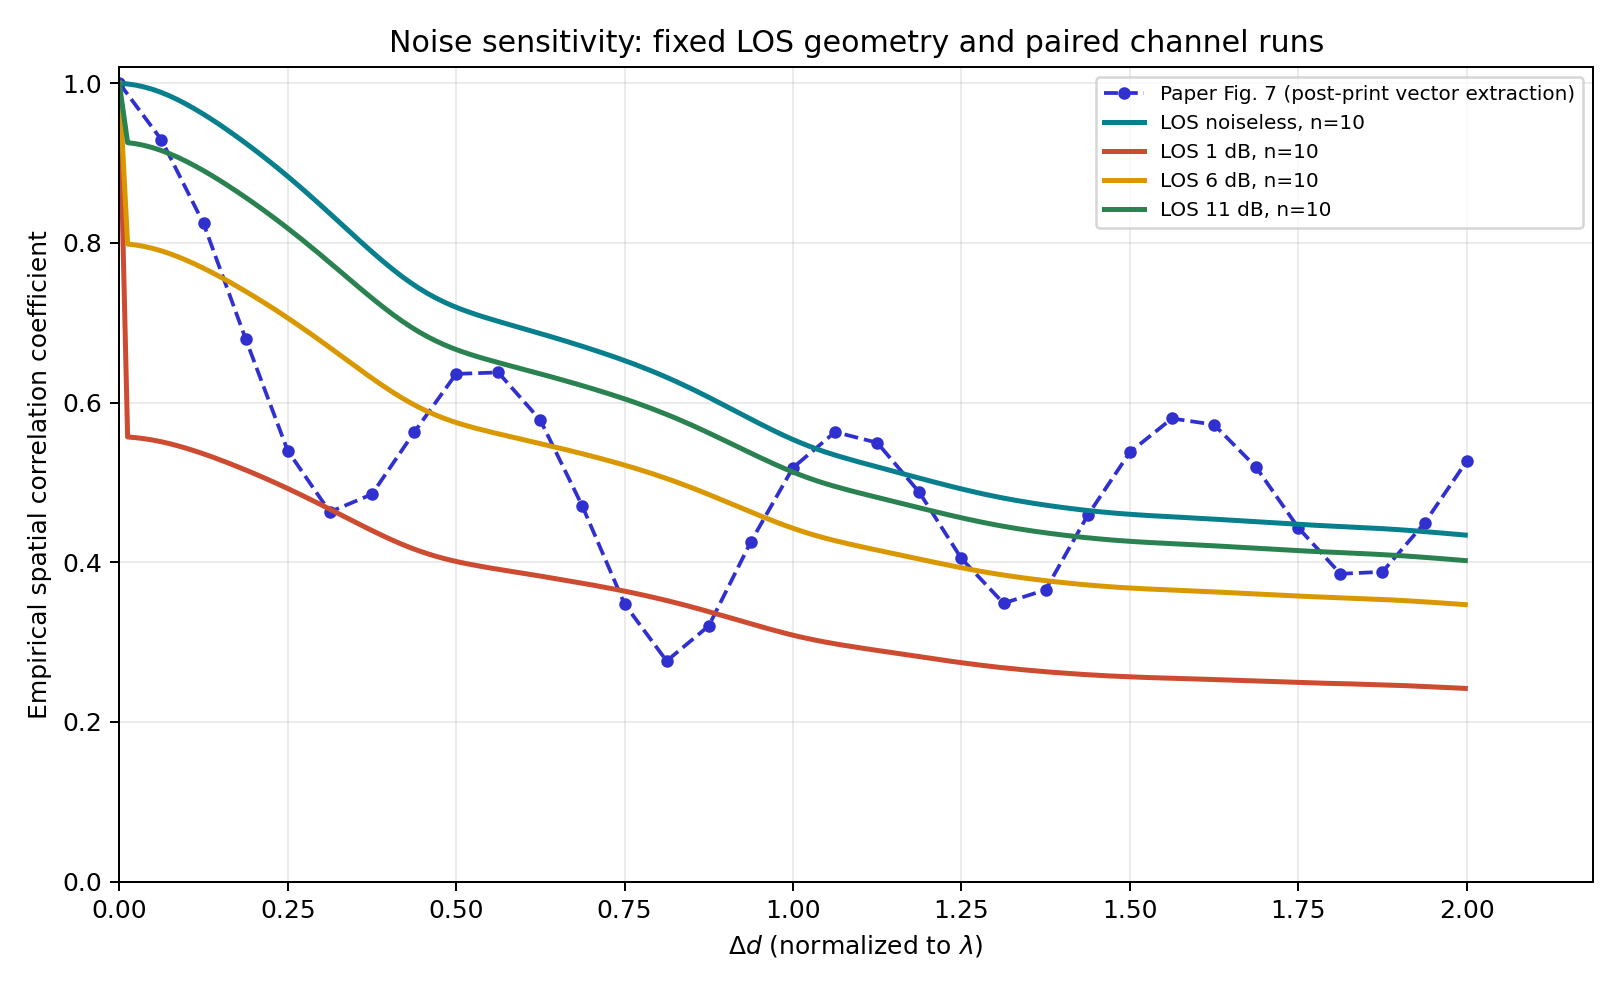 Noise sensitivity: fixed LOS geometry and paired channel runs
Paper Fig. 7 (post-print vector extraction)
LOS noiseless, n=10
LOS 1 dB, n=10
LOS 6 dB, n=10
LOS 11 dB, n=10
Empirical spatial correlation coefficient
1.0
0.8
0.6
0.4
0.2
0.0
0.00 0.25 0.50 0.75 1.00 1.25 1.50 1.75 2.00
Δd (normalized to λ)